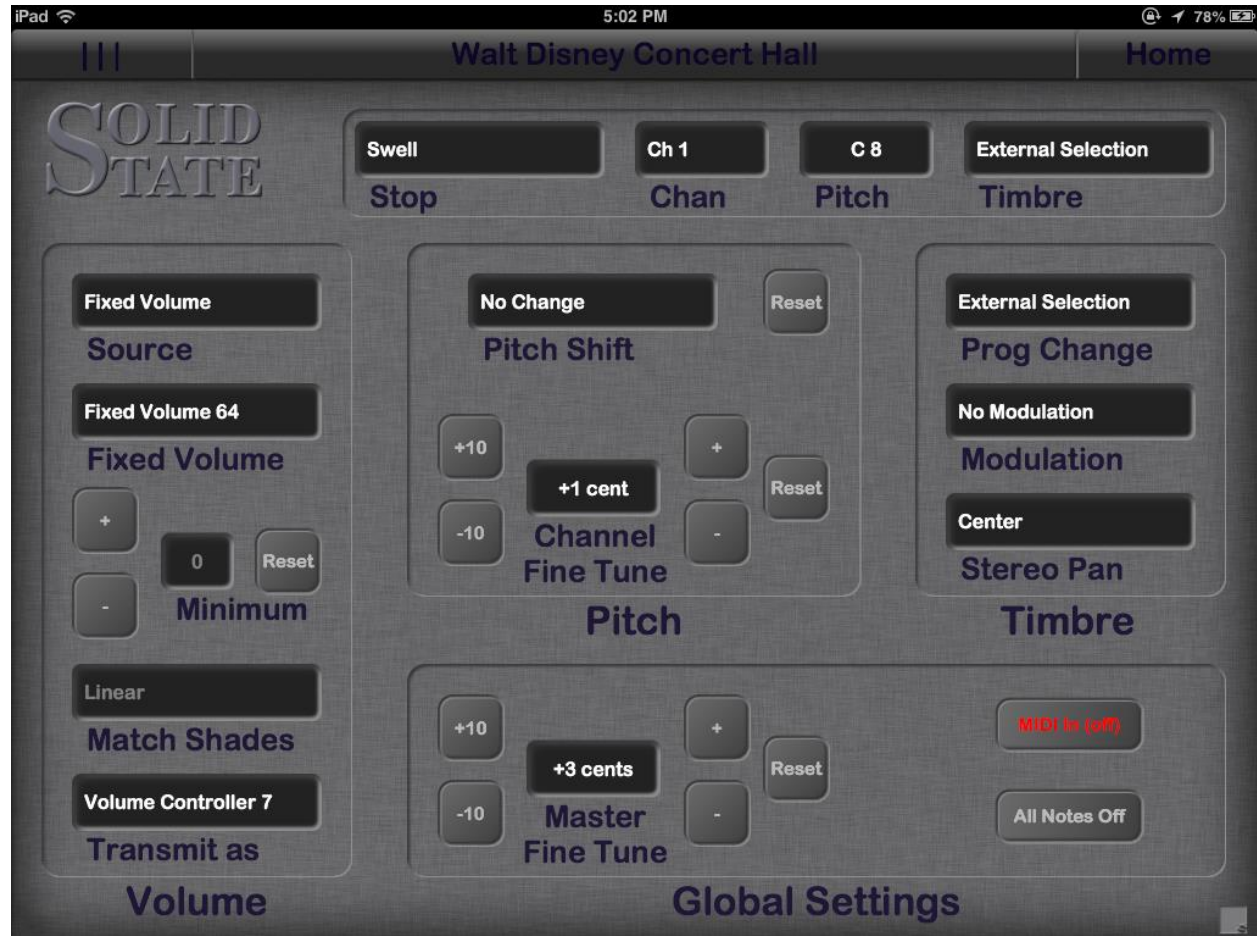 iPad 5:02 PM 78%
||| Walt Disney Concert Hall Home
SOLID
STATE
Swell Ch 1 C 8 External Selection
Stop Chan Pitch Timbre
Fixed Volume
Source
Fixed Volume 64
Fixed Volume
+
0 Reset
-
Minimum
Linear
Match Shades
Volume Controller 7
Transmit as
Volume
No Change Reset
Pitch Shift
+10 +
+1 cent Reset
-10 -
Channel
Fine Tune
Pitch
External Selection
Prog Change
No Modulation
Modulation
Center
Stereo Pan
Timbre
+10 +
+3 cents Reset
-10 -
Master
Fine Tune
MIDI in (off)
All Notes Off
Global Settings